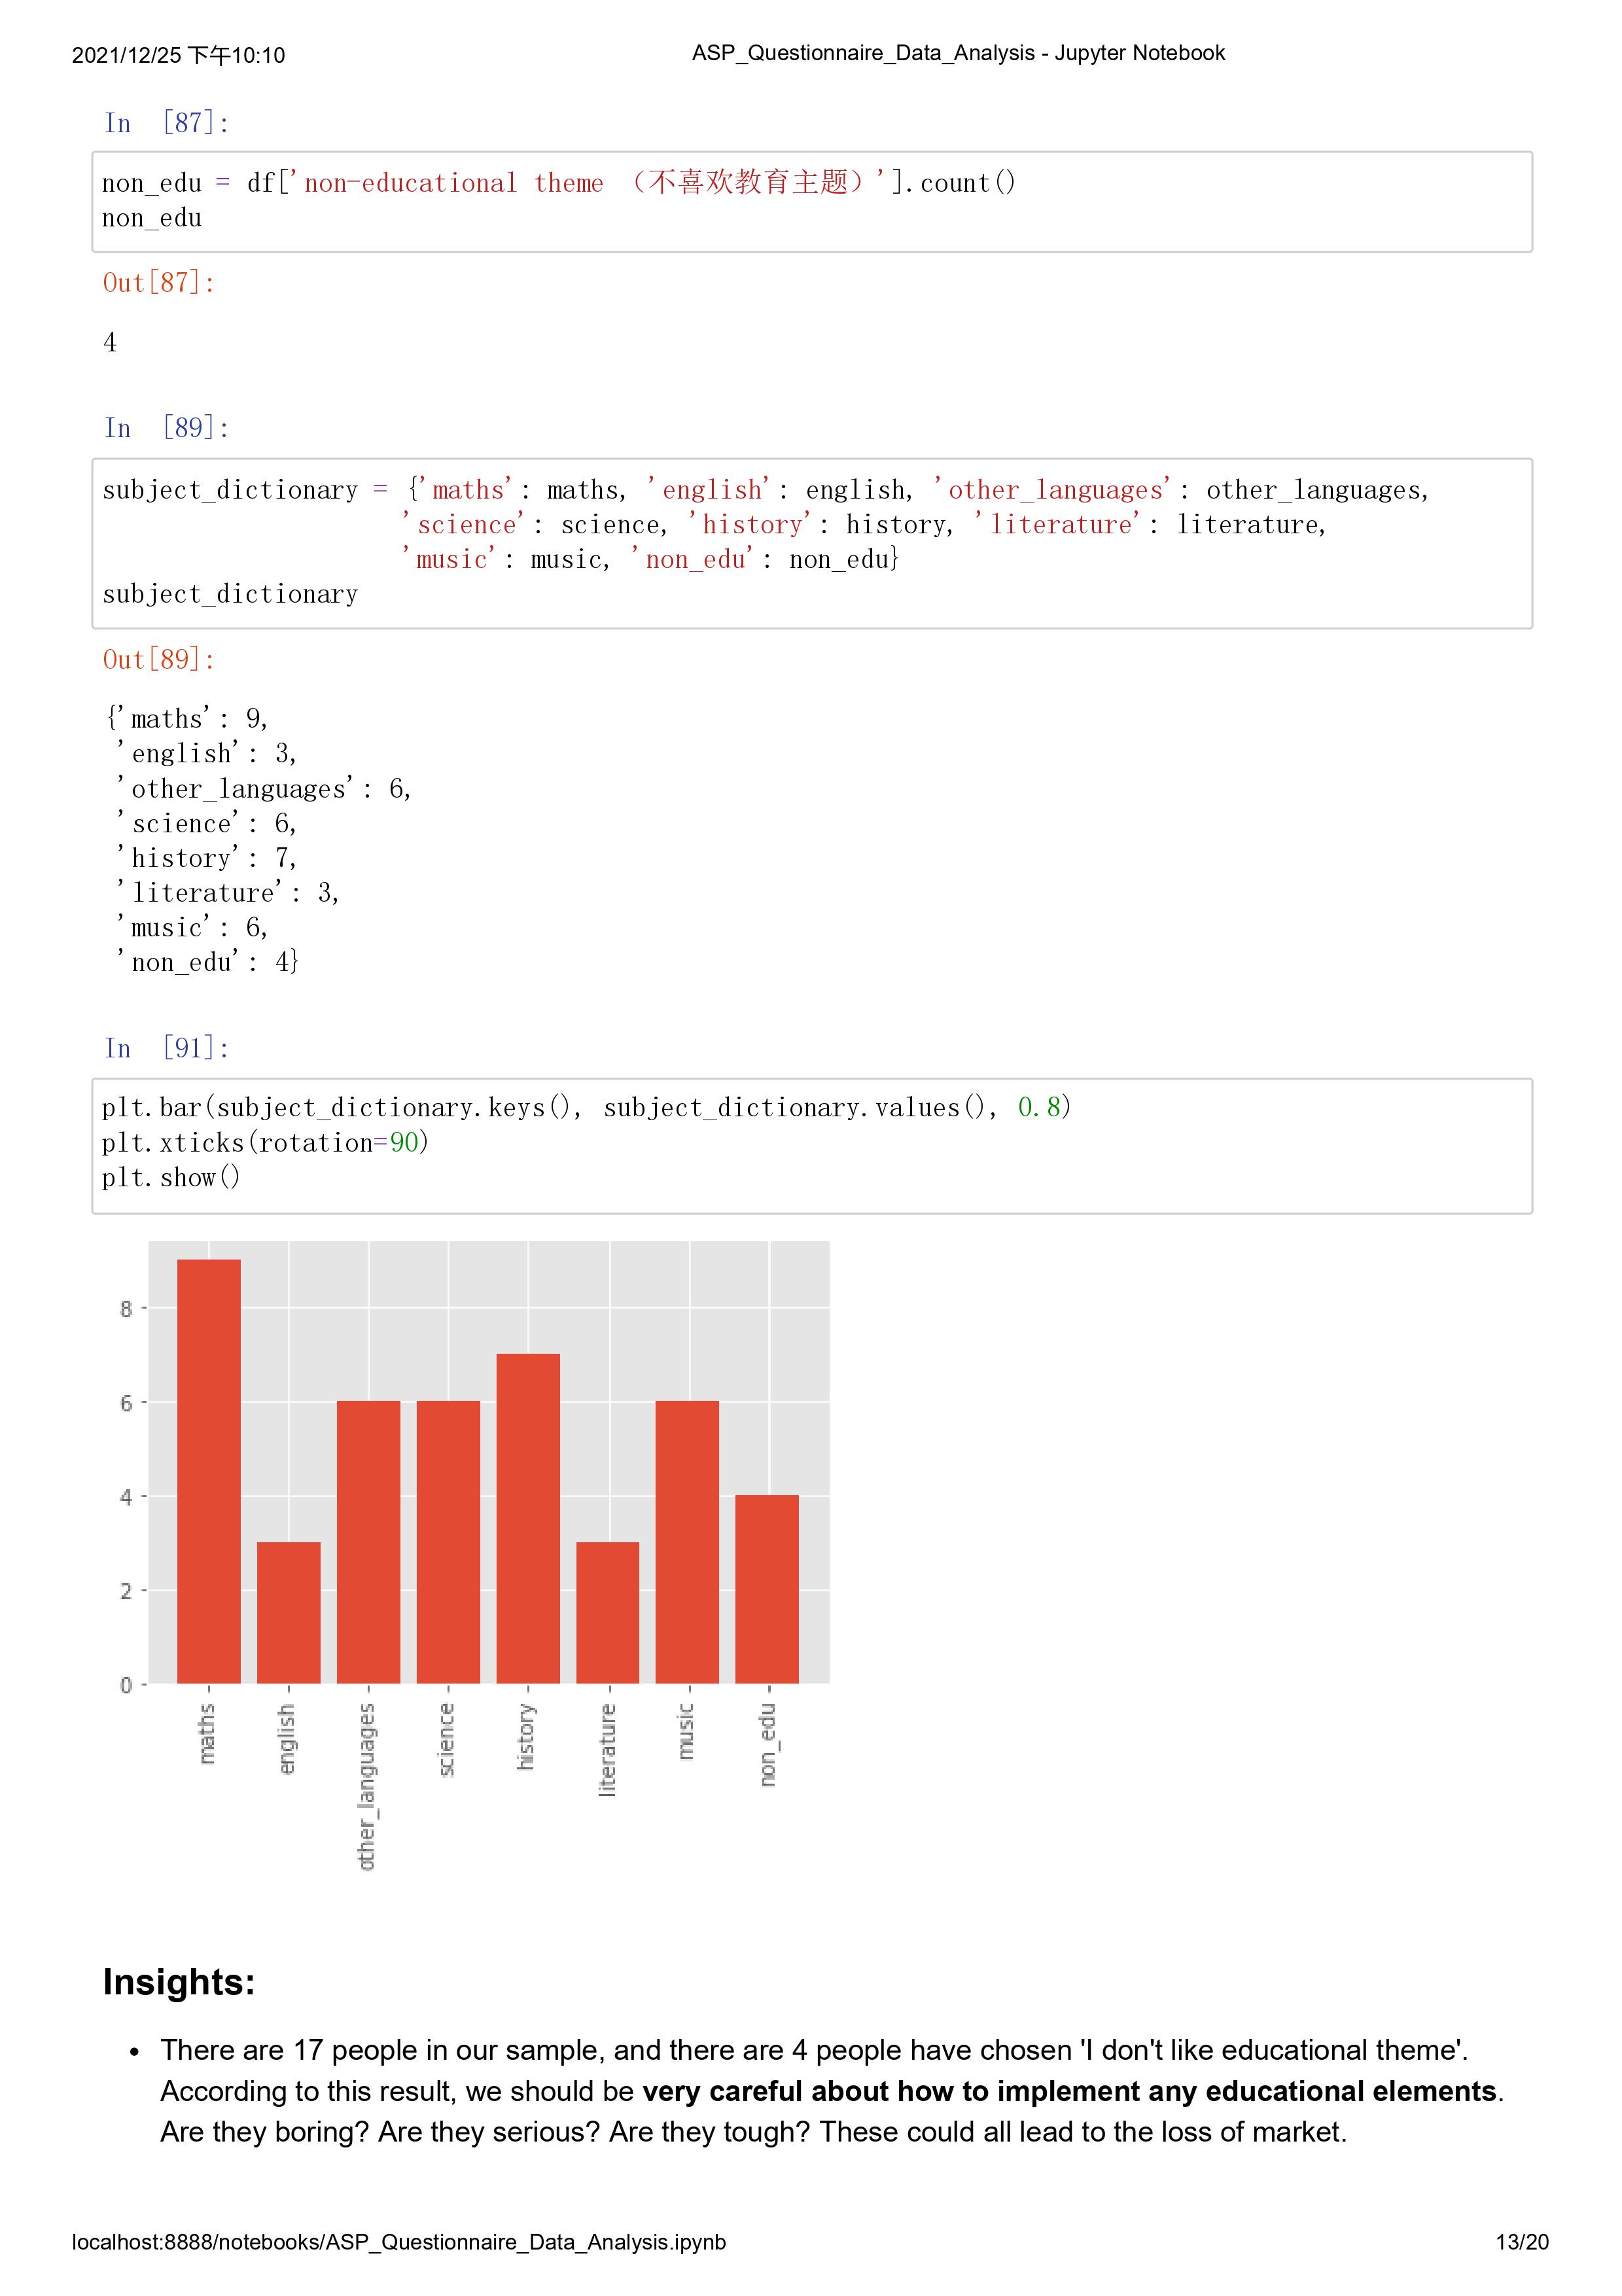 2021/12/25 下午10:10
ASP_Questionnaire_Data_Analysis - Jupyter Notebook
In [87]:
non_edu = df['non-educational theme （不喜欢教育主题）'].count()
non_edu
Out[87]:
4
In [89]:
subject_dictionary = {'maths': maths, 'english': english, 'other_languages': other_languages,
'science': science, 'history': history, 'literature': literature,
'music': music, 'non_edu': non_edu}
subject_dictionary
Out[89]:
{'maths': 9,
'english': 3,
'other_languages': 6,
'science': 6,
'history': 7,
'literature': 3,
'music': 6,
'non_edu': 4}
In [91]:
plt.bar(subject_dictionary.keys(), subject_dictionary.values(), 0.8)
plt.xticks(rotation=90)
plt.show()
8
6
4
2
0
maths
english
other_languages
science
history
literature
music
non_edu
Insights:
• There are 17 people in our sample, and there are 4 people have chosen 'I don't like educational theme'.
According to this result, we should be very careful about how to implement any educational elements.
Are they boring? Are they serious? Are they tough? These could all lead to the loss of market.
localhost:8888/notebooks/ASP_Questionnaire_Data_Analysis.ipynb
13/20